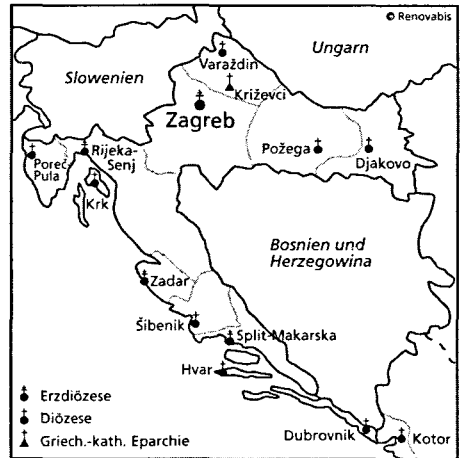 © Renovabis
Ungarn
Slowenien
Varaždin
Križevci
Zagreb
Požega
Djakovo
Rijeka-
Senj
Poreč
Pula
Krk
Bosnien und
Herzegowina
Zadar
Šibenik
Split-Makarska
Hvar
Erzdiözese
Diözese
Griech.-kath. Eparchie
Dubrovnik
Kotor